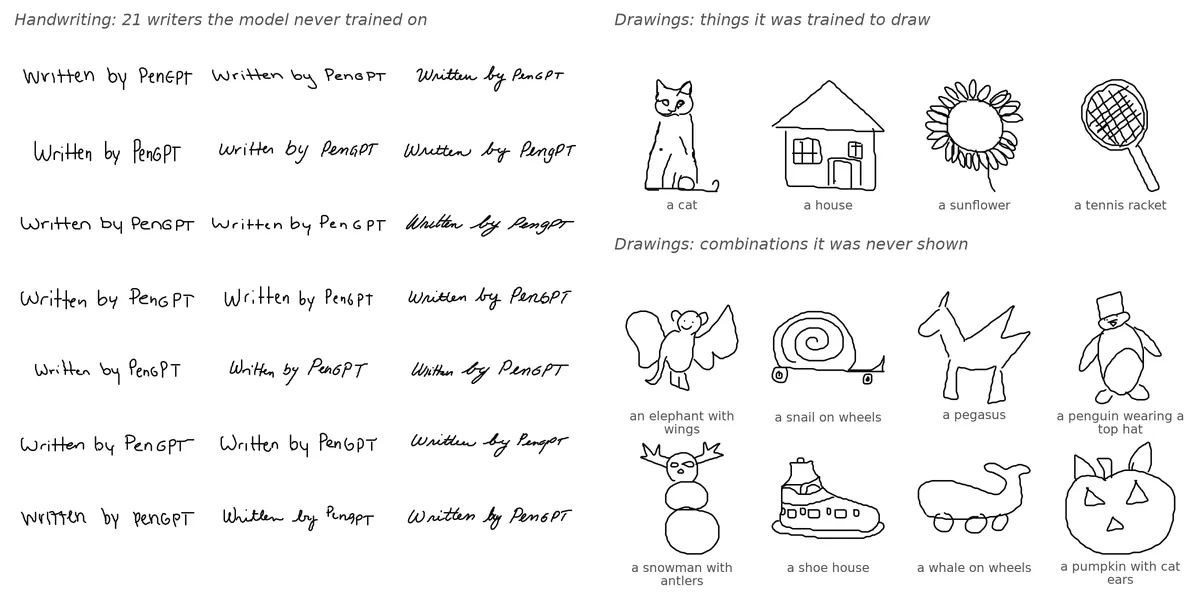 Handwriting: 21 writers the model never trained on
Written by PenGPT Written by PenGPT Written by PenGPT
Written by PenGPT Written by PenGPT Written by PengPT
Written by PenGPT Written by PenGPT Written by PengPT
Written by PenGPT Written by PenGPT Written by PenGPT
Written by PenGPT Written by PenGPT Written by PenGPT
Written by PenGPT Written by PenGPT Written by PengPT
Written by penGPT Written by PengPT Written by PenGPT
Drawings: things it was trained to draw
a cat a house a sunflower a tennis racket
Drawings: combinations it was never shown
an elephant with wings
a snail on wheels
a pegasus
a penguin wearing a top hat
a snowman with antlers
a shoe house
a whale on wheels
a pumpkin with cat ears